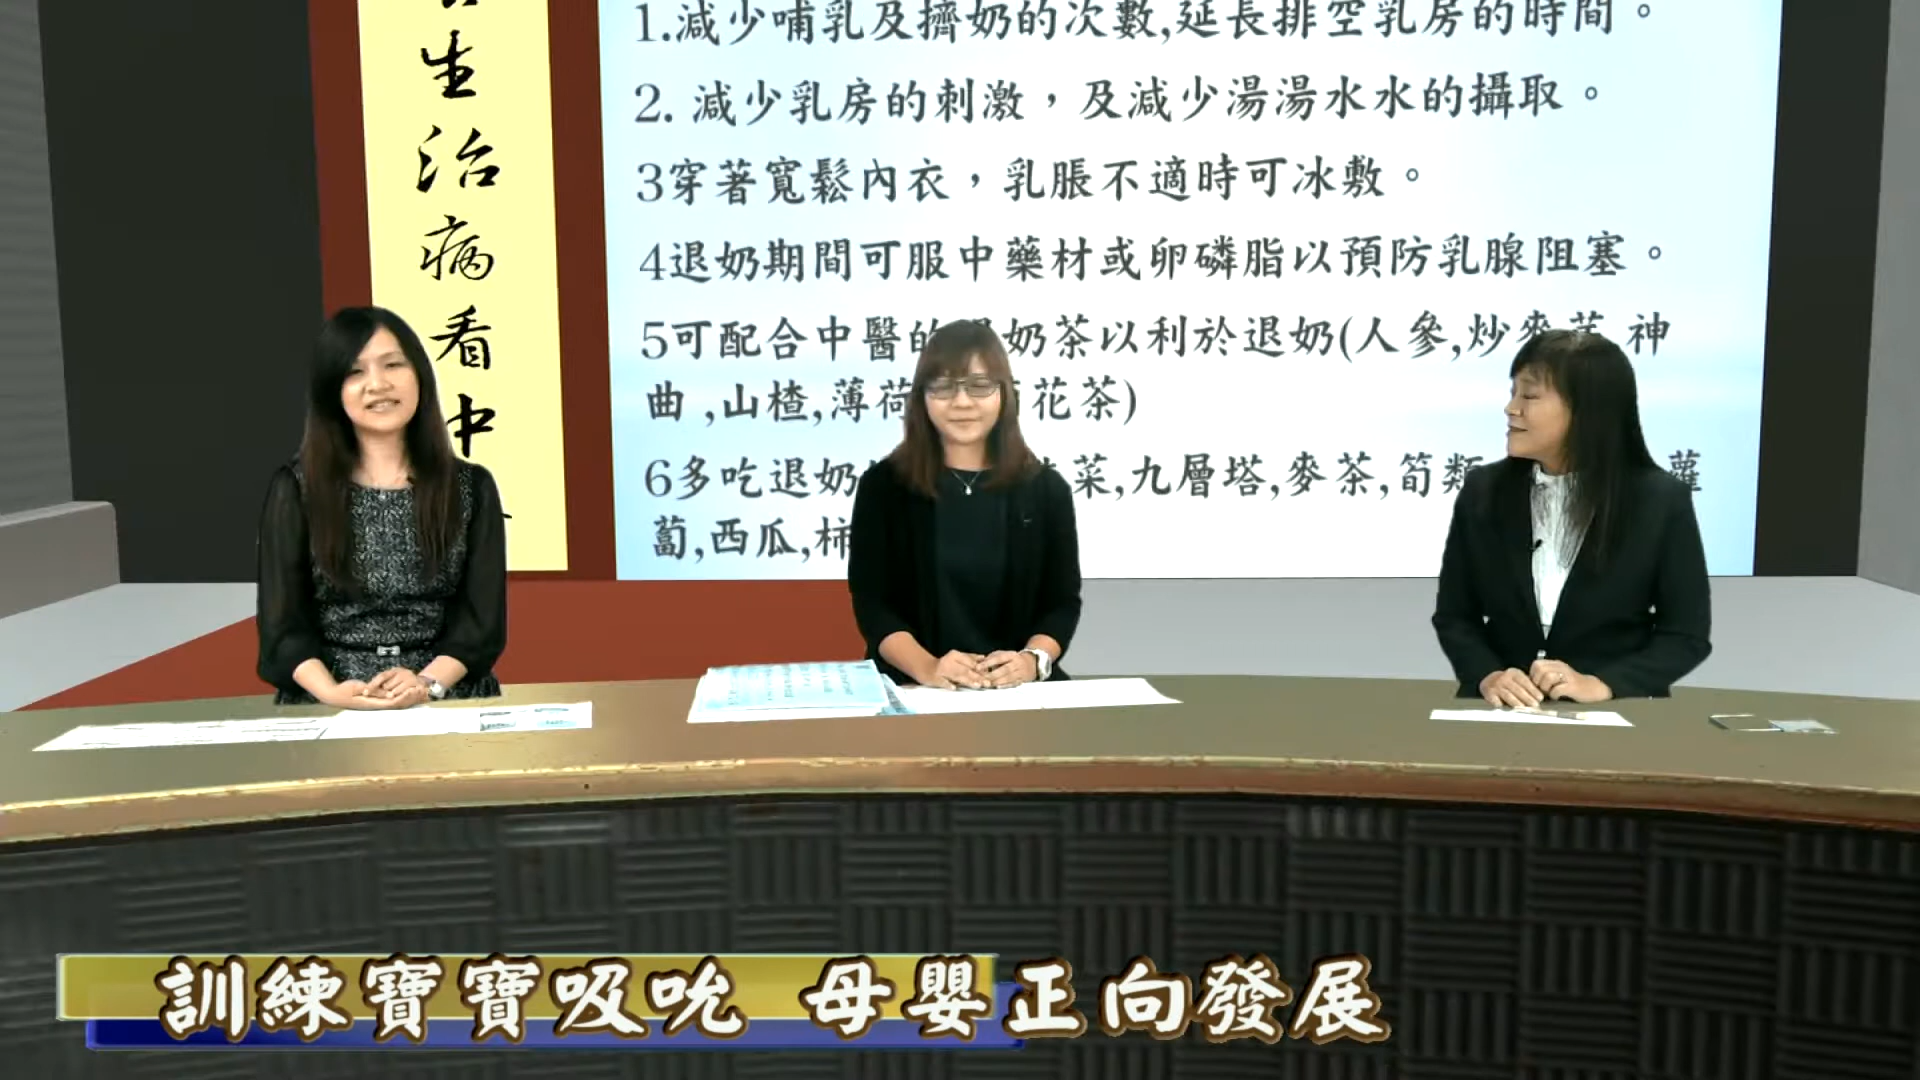 生治病看中
1.減少哺乳及擠奶的次數,延長排空乳房的時間。
2. 減少乳房的刺激，及減少湯湯水水的攝取。
3穿著寬鬆內衣，乳脹不適時可冰敷。
4退奶期間可服中藥材或卵磷脂以預防乳腺阻塞。
5可配合中醫的 奶茶以利於退奶(人參,炒麥 神
曲 ,山楂,薄荷 花茶)
6多吃退奶 菜,九層塔,麥茶,筍類 蘿
蔔,西瓜,柿
訓練寶寶吸吮 母嬰正向發展